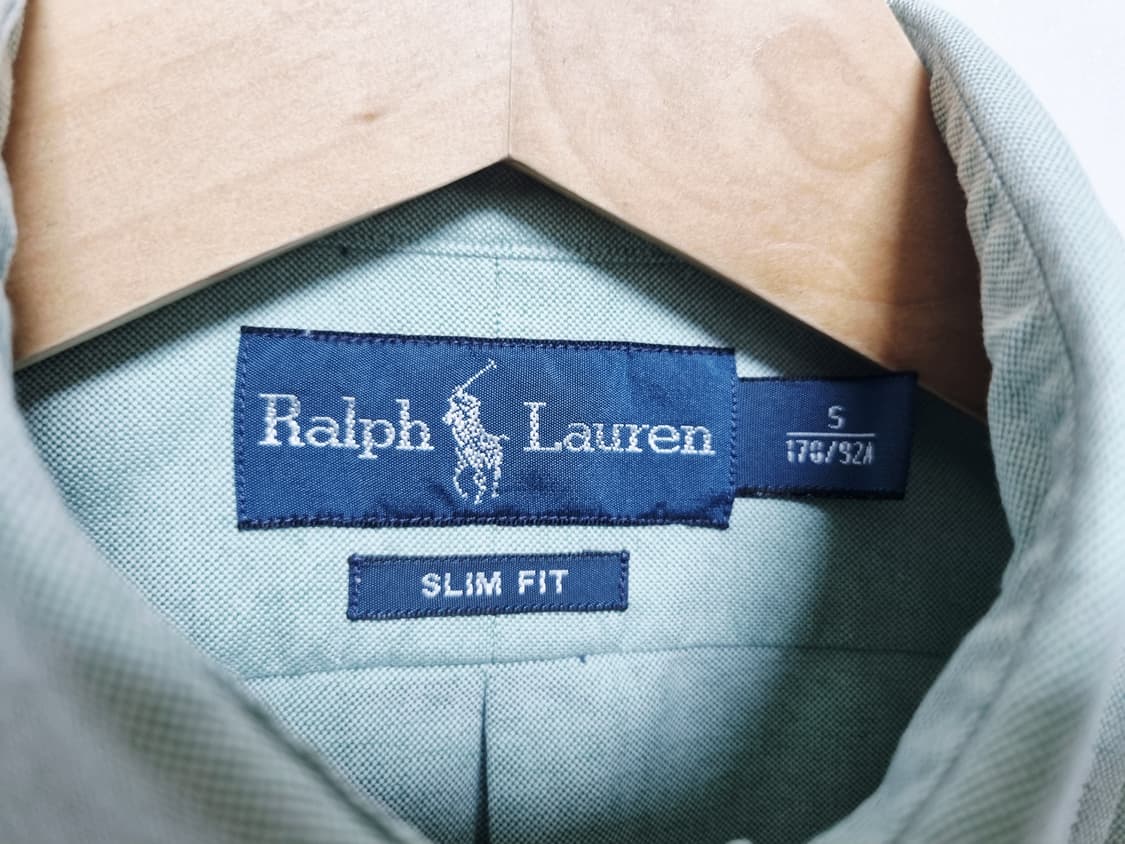 Ralph Lauren
S
170/92A
SLIM FIT